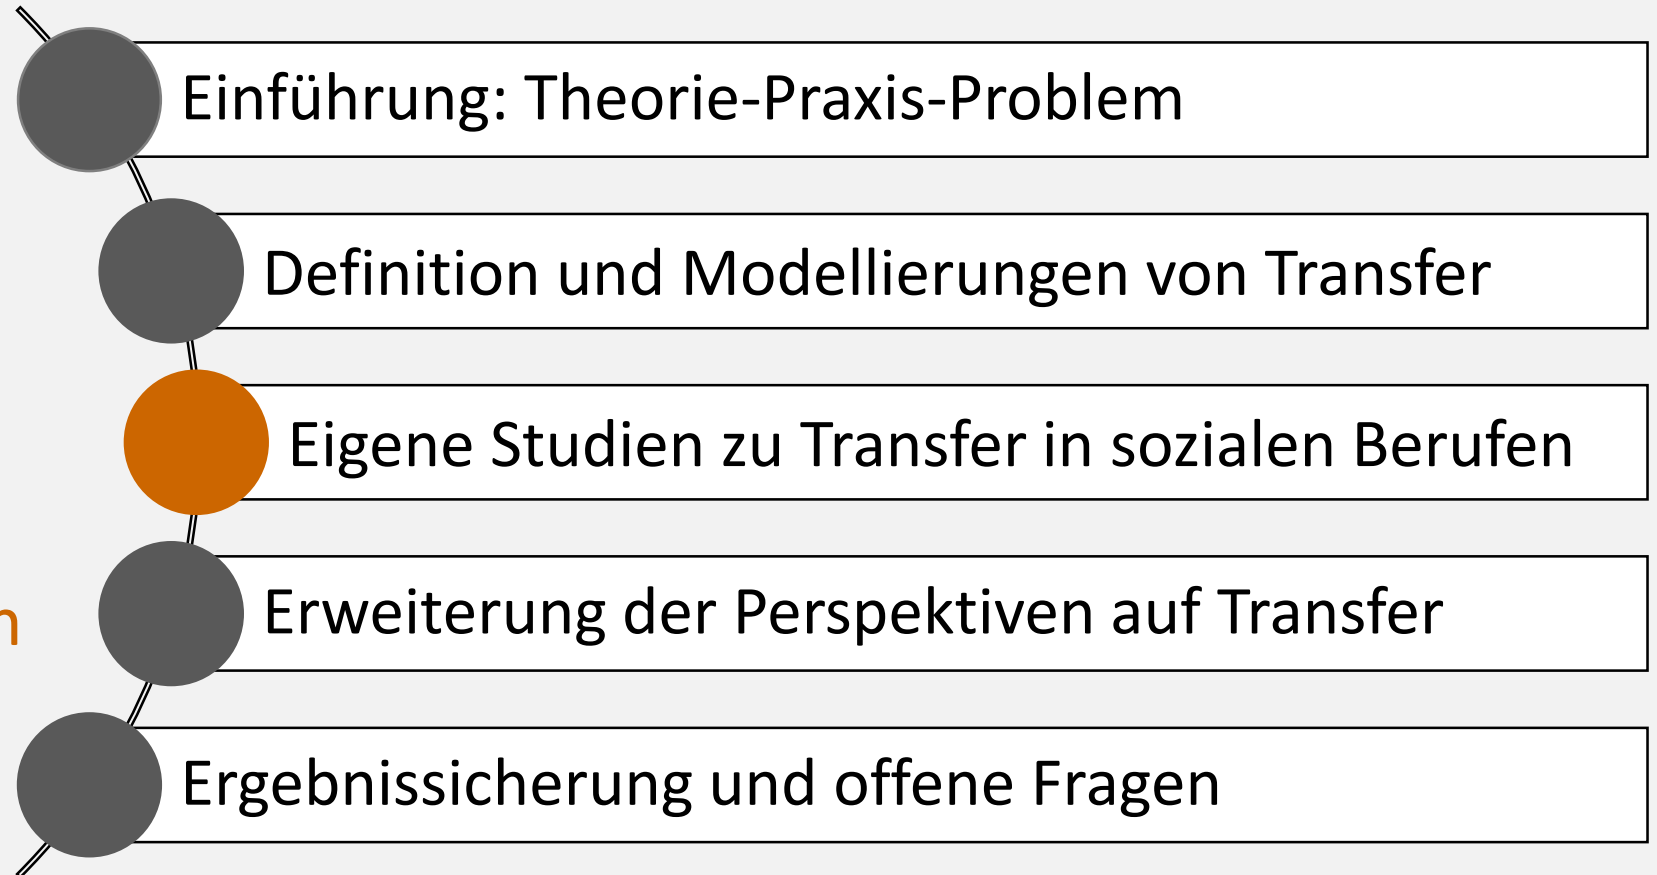 Einführung: Theorie-Praxis-Problem
Definition und Modellierungen von Transfer
Eigene Studien zu Transfer in sozialen Berufen
Erweiterung der Perspektiven auf Transfer
Ergebnissicherung und offene Fragen